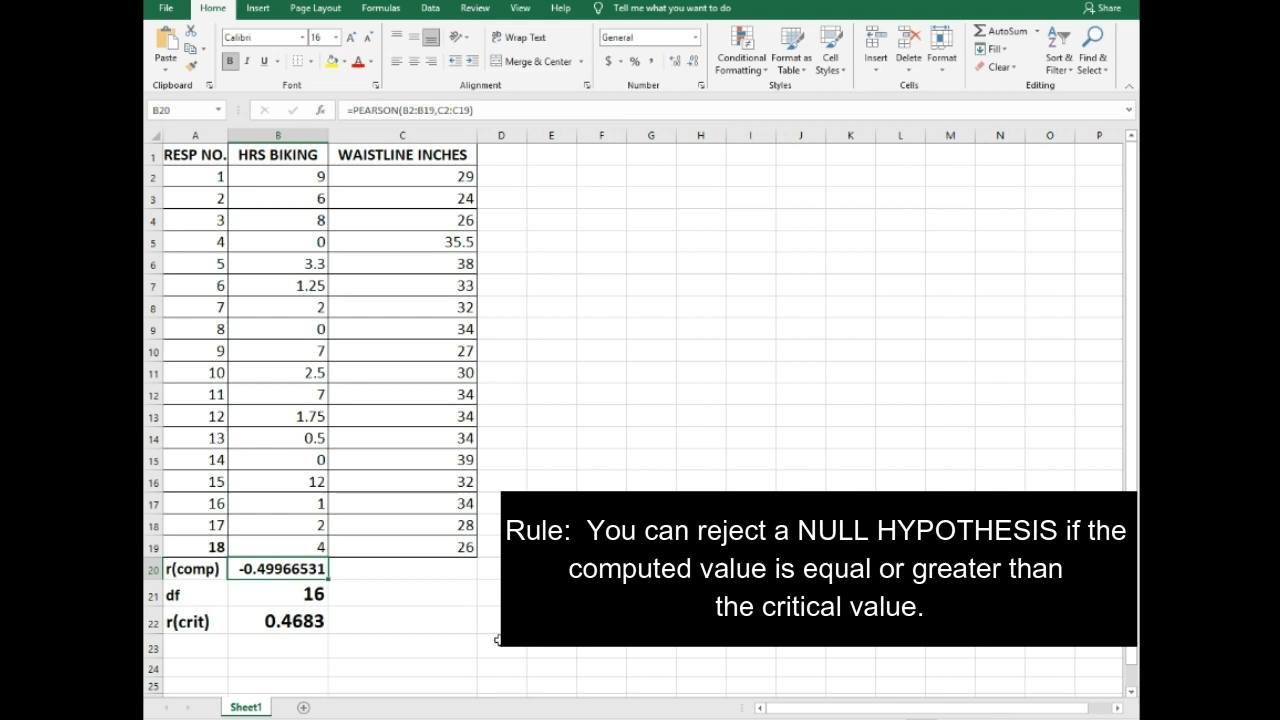 File Home Insert Page Layout Formulas Data Review View Help Tell me what you want to do Share
Calibri 16 Wrap Text General AutoSum
Fill
Paste B I U Merge & Center $ % , Conditional Formatting Format as Table Cell Styles Insert Delete Format Clear Sort & Filter Find & Select
Clipboard Font Alignment Number Styles Cells Editing
B20 fx =PEARSON(B2:B19,C2:C19)
A B C D E F G H I J K L M N O P
1 RESP NO. HRS BIKING WAISTLINE INCHES
2 1 9 29
3 2 6 24
4 3 8 26
5 4 0 35.5
6 5 3.3 38
7 6 1.25 33
8 7 2 32
9 8 0 34
10 9 7 27
11 10 2.5 30
12 11 7 34
13 12 1.75 34
14 13 0.5 34
15 14 0 39
16 15 12 32
17 16 1 34
18 17 2 28
19 18 4 26
20 r(comp) -0.49966531
21 df 16
22 r(crit) 0.4683
23
24
25
Rule: You can reject a NULL HYPOTHESIS if the
computed value is equal or greater than
the critical value.
Sheet1